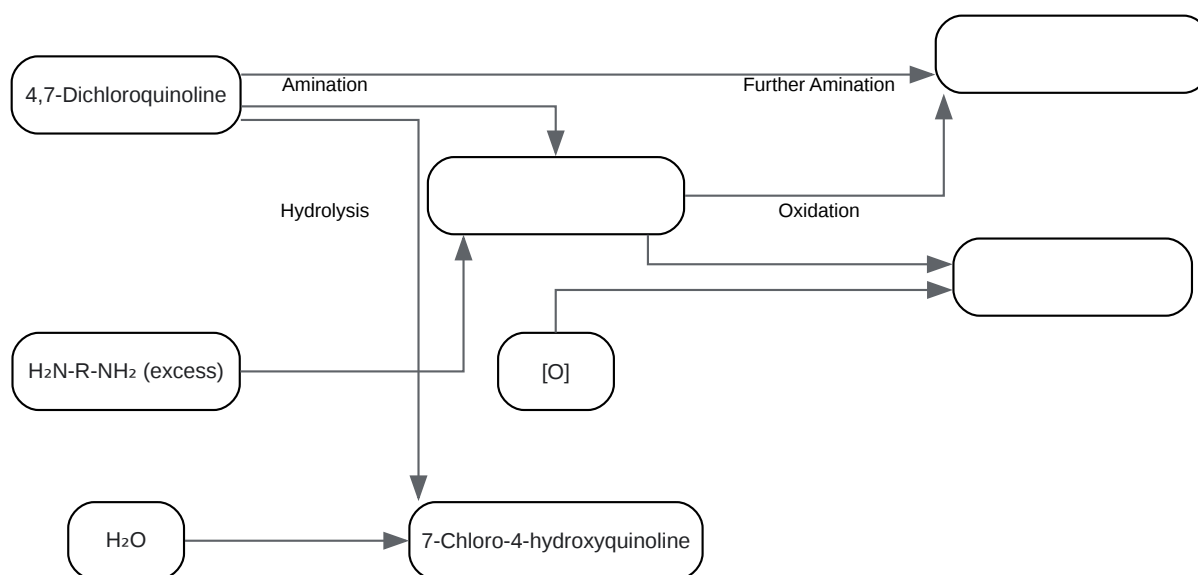 4,7-Dichloroquinoline
Amination
Further Amination
Hydrolysis
Oxidation
H₂N-R-NH₂ (excess)
[O]
H₂O
7-Chloro-4-hydroxyquinoline